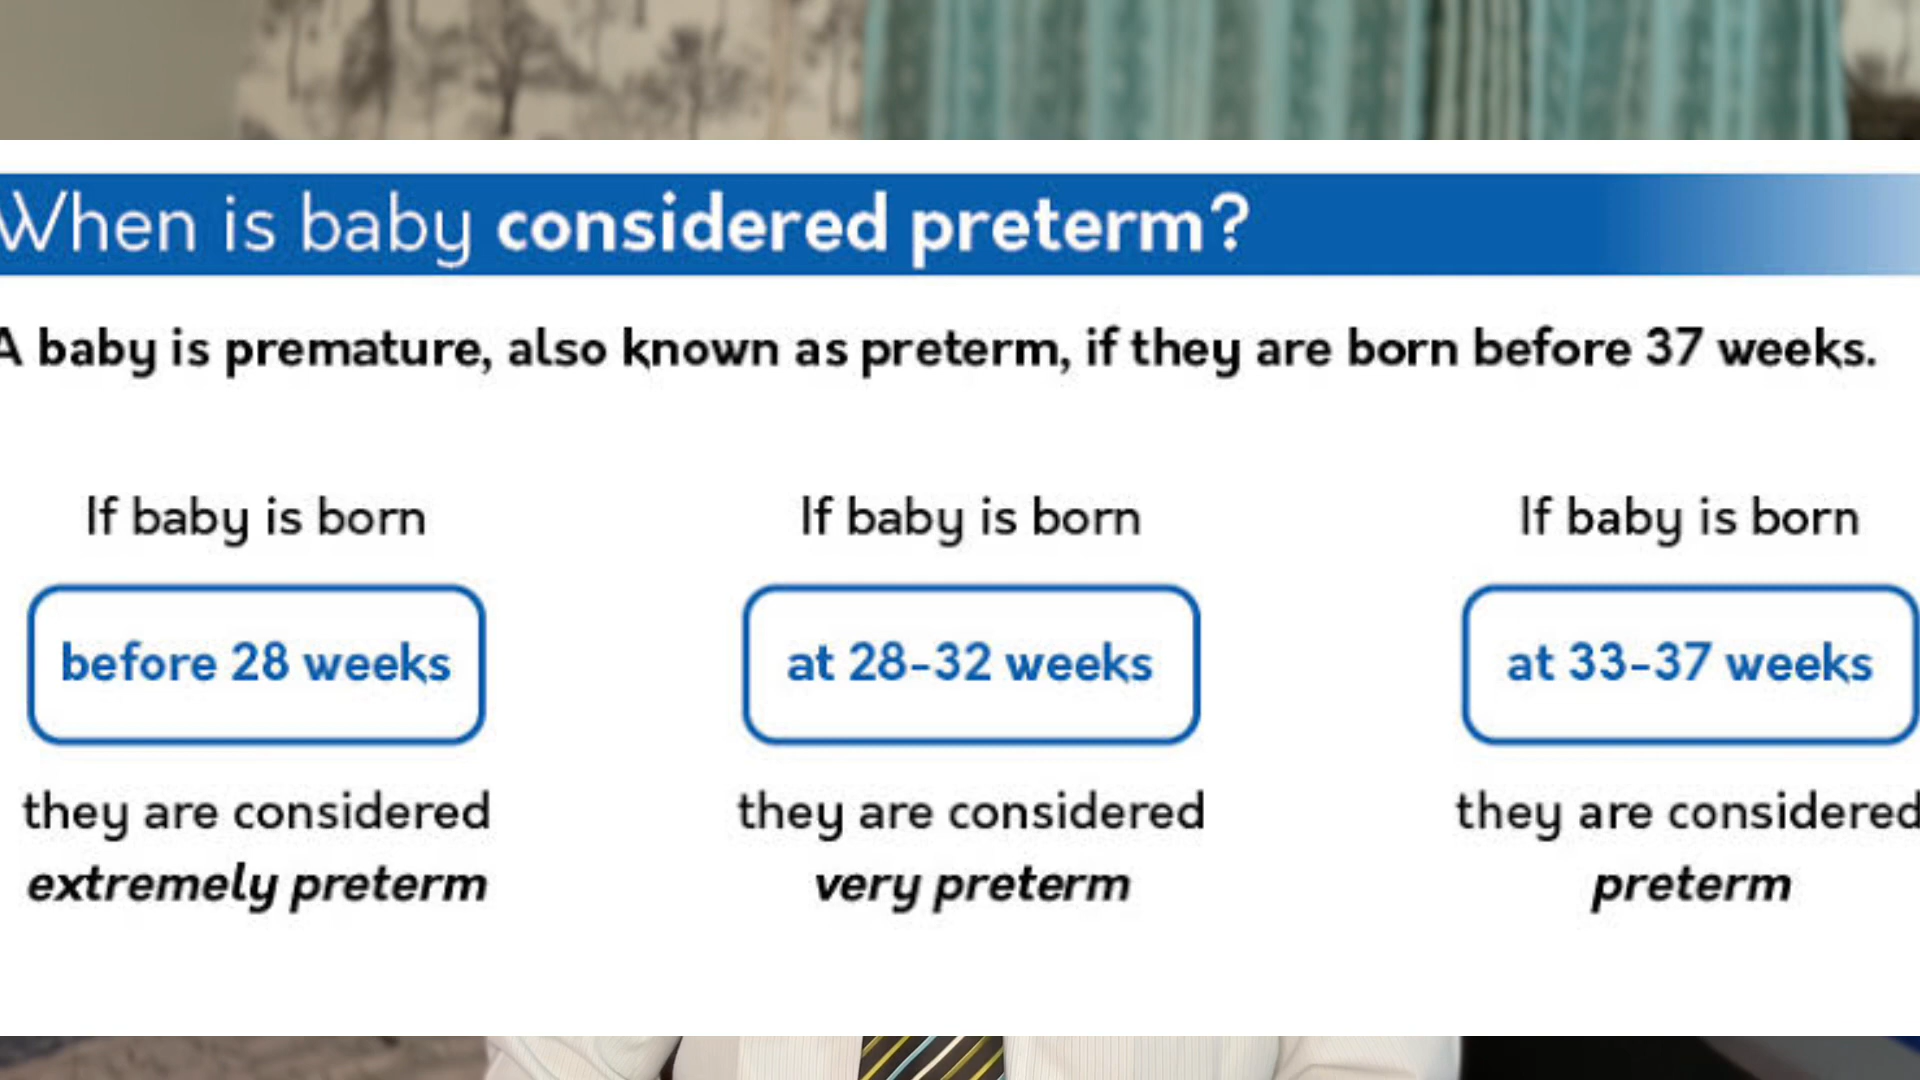 When is baby considered preterm?
A baby is premature, also known as preterm, if they are born before 37 weeks.
If baby is born
before 28 weeks
they are considered
extremely preterm
If baby is born
at 28-32 weeks
they are considered
very preterm
If baby is born
at 33-37 weeks
they are considered
preterm